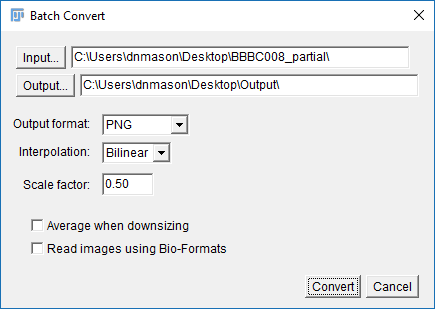 Batch Convert
Input... C:\Users\dnmason\Desktop\BBBC008_partial\
Output... C:\Users\dnmason\Desktop\Output\
Output format: PNG
Interpolation: Bilinear
Scale factor: 0.50
Average when downsizing
Read images using Bio-Formats
Convert Cancel